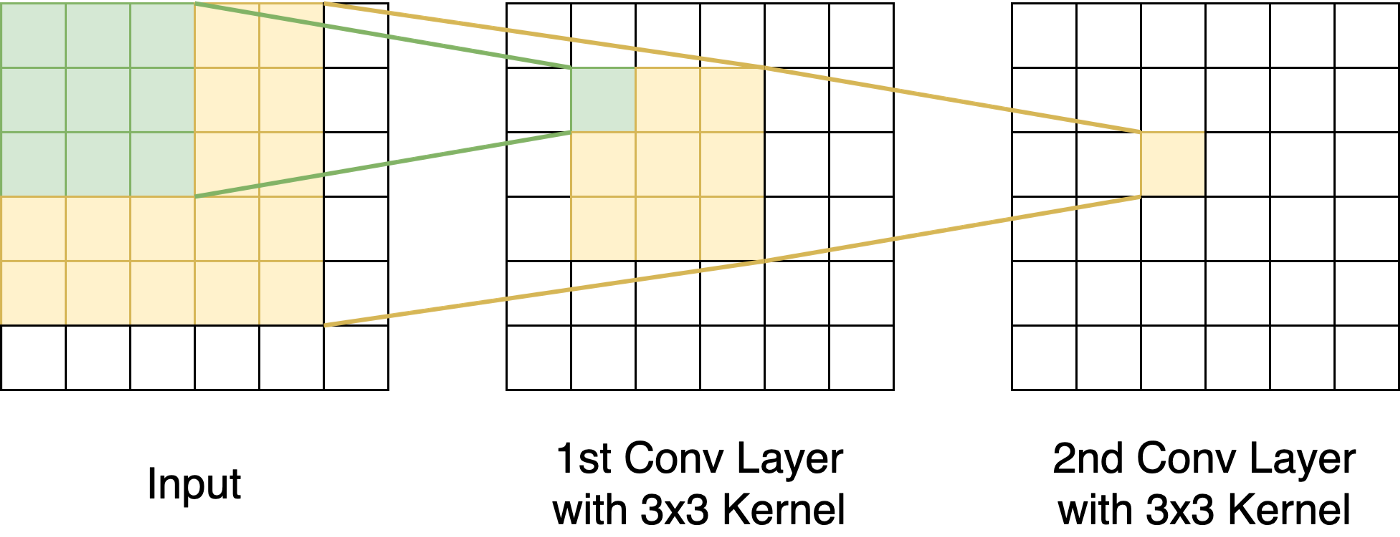 Input
1st Conv Layer
with 3x3 Kernel
2nd Conv Layer
with 3x3 Kernel